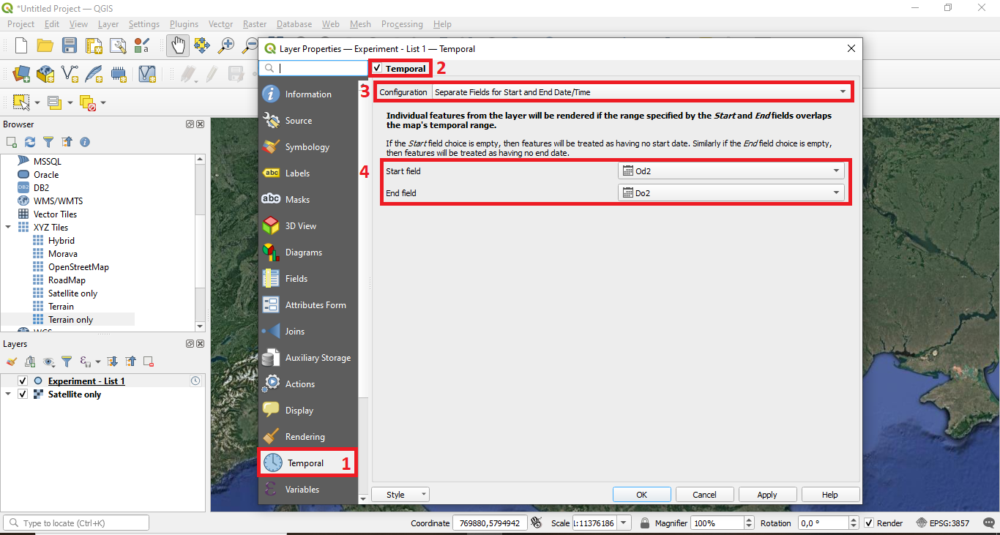 *Untitled Project — QGIS
Project Edit View Layer Settings Plugins Vector Raster Database Web Mesh Processing Help
Layer Properties — Experiment - List 1 — Temporal
Temporal 2
3 Configuration Separate Fields for Start and End Date/Time
Individual features from the layer will be rendered if the range specified by the Start and End fields overlaps
the map's temporal range.
If the Start field choice is empty, then features will be treated as having no start date. Similarly if the End field choice is empty,
then features will be treated as having no end date.
4 Start field Od2
End field Do2
Information
Source
Symbology
abc Labels
abc Masks
3D View
Diagrams
Fields
Attributes Form
Joins
Auxiliary Storage
Actions
Display
Rendering
Temporal 1
Variables
Style OK Cancel Apply Help
Browser
MSSQL
Oracle
DB2 DB2
WMS/WMTS
Vector Tiles
XYZ Tiles
Hybrid
Morava
OpenStreetMap
RoadMap
Satellite only
Terrain
Terrain only
Layers
Experiment - List 1
Satellite only
Type to locate (Ctrl+K) Coordinate 769880,5794942 Scale 1:11376186 Magnifier 100% Rotation 0,0 ° Render EPSG:3857